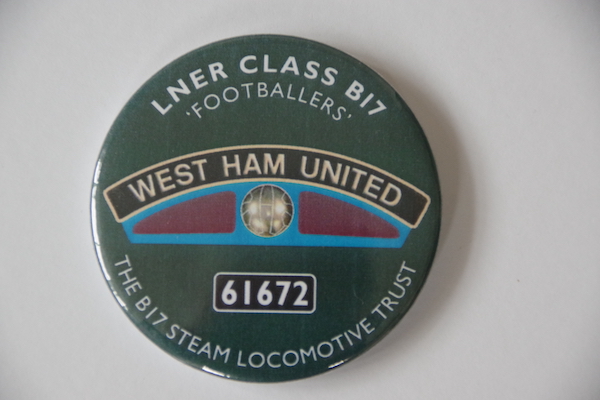 LNER CLASS B17
'FOOTBALLERS'
WEST HAM UNITED
61672
THE B17 STEAM LOCOMOTIVE TRUST